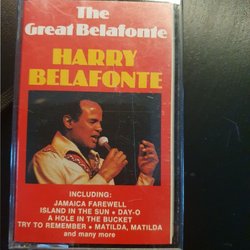 The
Great Belafonte
HARRY
BELAFONTE
INCLUDING:
JAMAICA FAREWELL
ISLAND IN THE SUN • DAY-O
A HOLE IN THE BUCKET
TRY TO REMEMBER • MATILDA, MATILDA
and many more